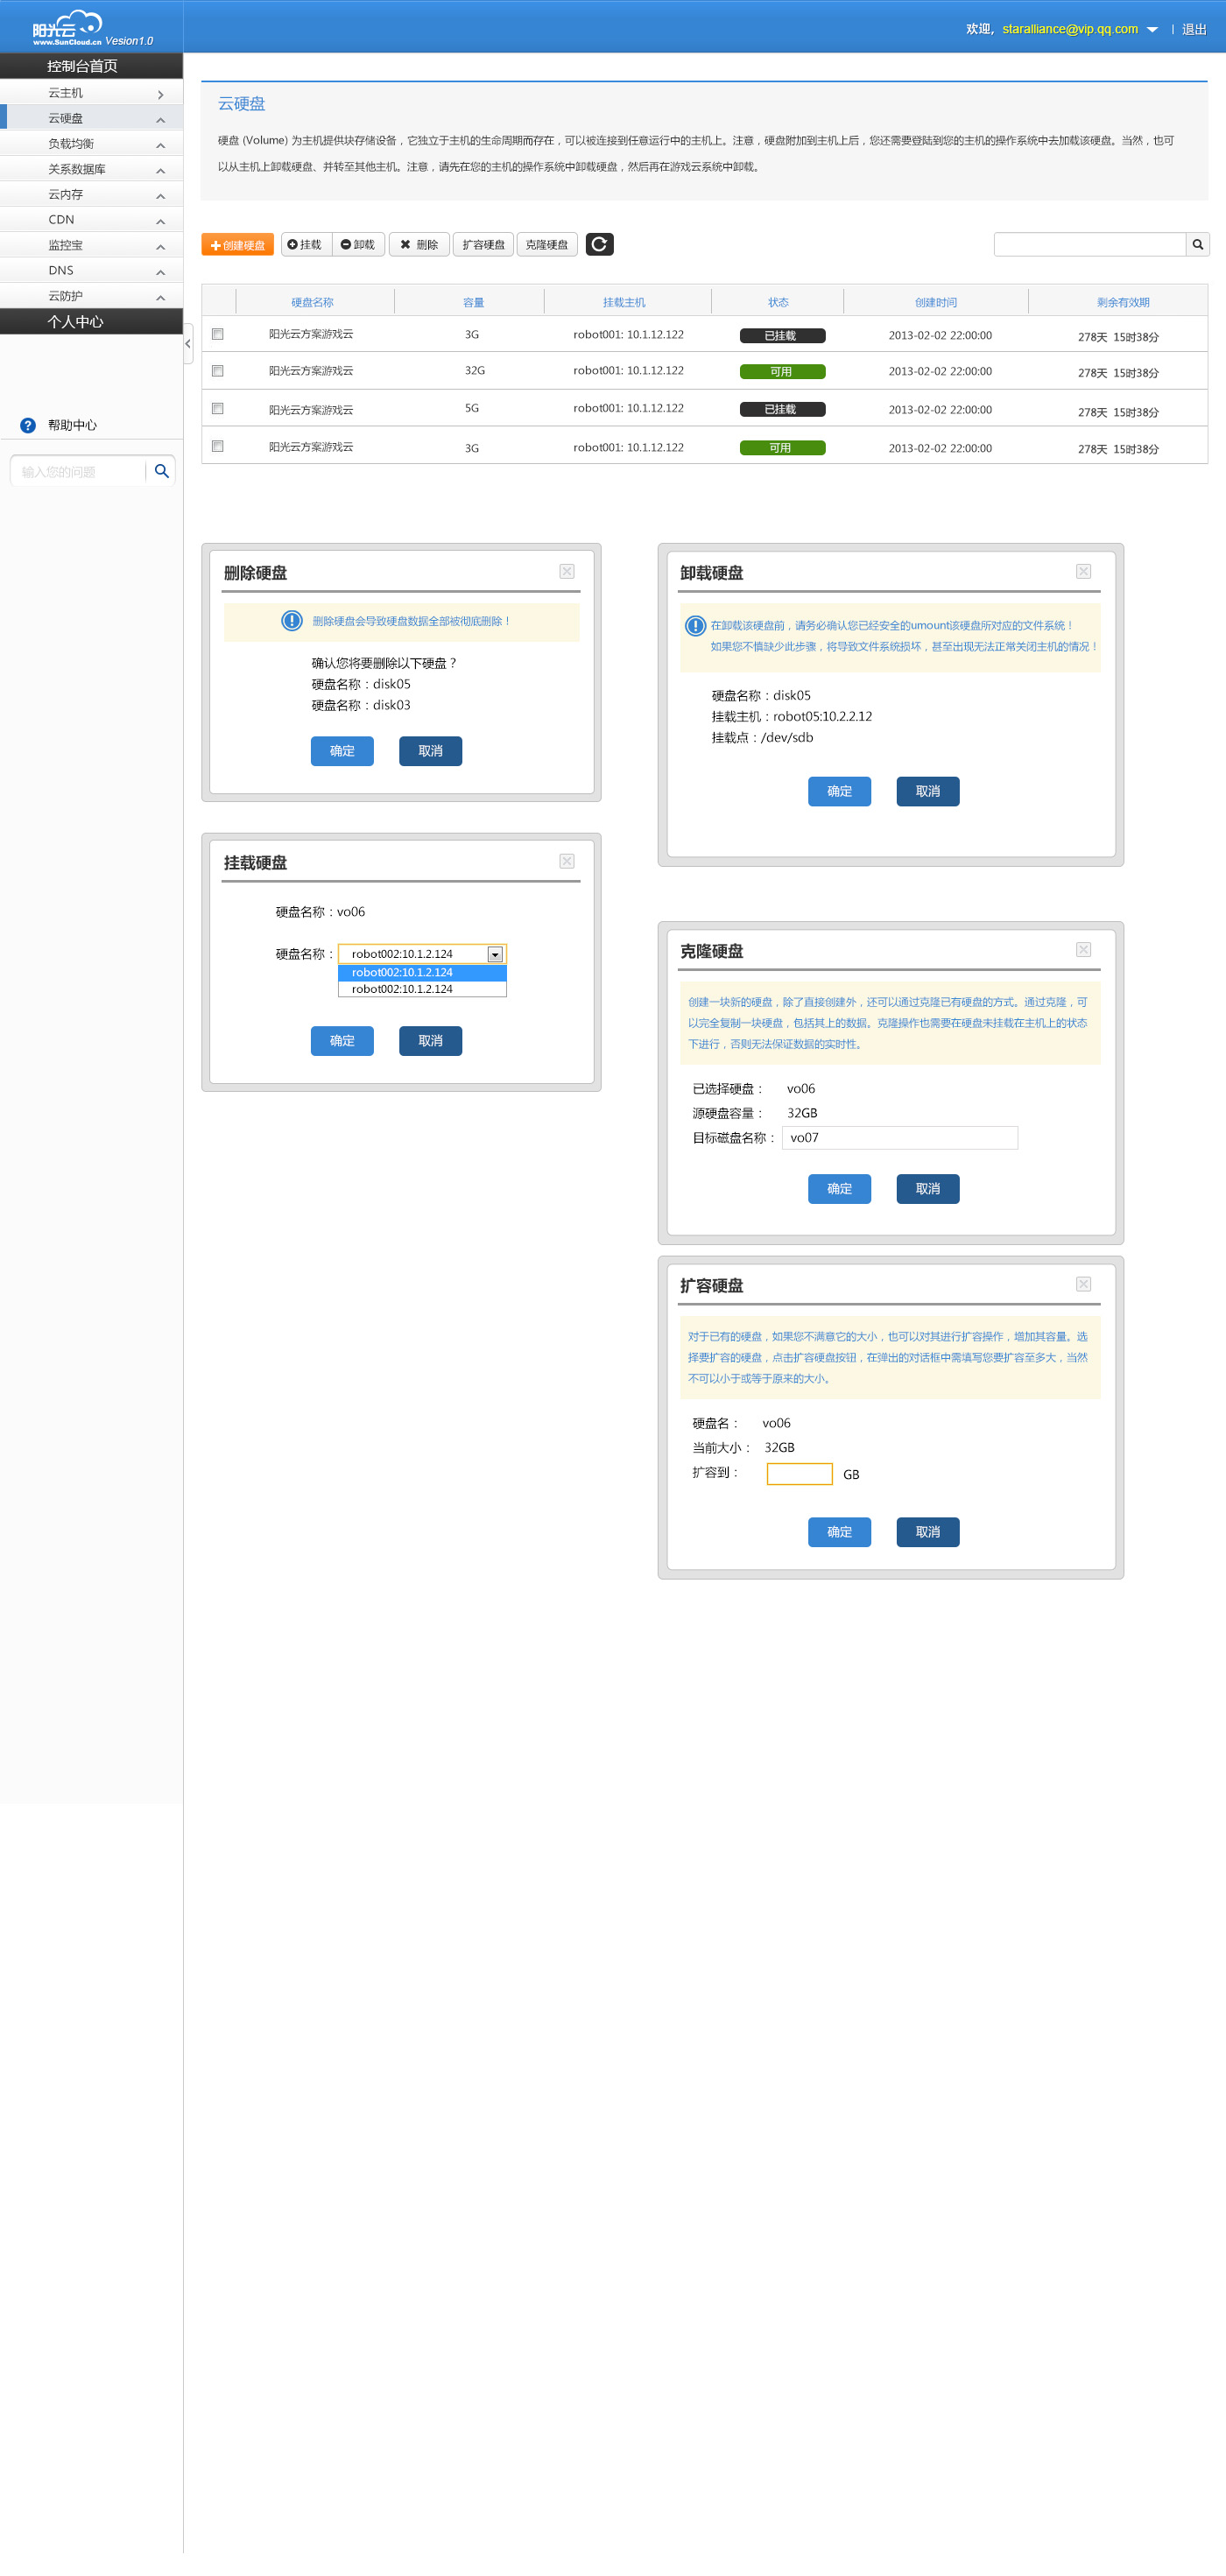 阳光云
www.SunCloud.cn Vesion1.0
欢迎, staralliance@vip.qq.com | 退出
控制台首页
云主机
云硬盘
负载均衡
关系数据库
云内存
CDN
监控宝
DNS
云防护
个人中心
帮助中心
输入您的问题
云硬盘
硬盘 (Volume) 为主机提供块存储设备，它独立于主机的生命周期而存在，可以被连接到任意运行中的主机上。注意，硬盘附加到主机上后，您还需要登陆到您的主机的操作系统中去加载该硬盘。当然，也可
以从主机上卸载硬盘、并转至其他主机。注意，请先在您的主机的操作系统中卸载硬盘，然后再在游戏云系统中卸载。
创建硬盘 挂载 卸载 删除 扩容硬盘 克隆硬盘
硬盘名称 容量 挂载主机 状态 创建时间 剩余有效期
阳光云方案游戏云 3G robot001: 10.1.12.122 已挂载 2013-02-02 22:00:00 278天 15时38分
阳光云方案游戏云 32G robot001: 10.1.12.122 可用 2013-02-02 22:00:00 278天 15时38分
阳光云方案游戏云 5G robot001: 10.1.12.122 已挂载 2013-02-02 22:00:00 278天 15时38分
阳光云方案游戏云 3G robot001: 10.1.12.122 可用 2013-02-02 22:00:00 278天 15时38分
删除硬盘
删除硬盘会导致硬盘数据全部被彻底删除！
确认您将要删除以下硬盘？
硬盘名称：disk05
硬盘名称：disk03
确定 取消
卸载硬盘
在卸载该硬盘前，请务必确认您已经安全的umount该硬盘所对应的文件系统！
如果您不慎缺少此步骤，将导致文件系统损坏，甚至出现无法正常关闭主机的情况！
硬盘名称：disk05
挂载主机：robot05:10.2.2.12
挂载点：/dev/sdb
确定 取消
挂载硬盘
硬盘名称：vo06
硬盘名称：robot002:10.1.2.124
robot002:10.1.2.124
robot002:10.1.2.124
确定 取消
克隆硬盘
创建一块新的硬盘，除了直接创建外，还可以通过克隆已有硬盘的方式。通过克隆，可
以完全复制一块硬盘，包括其上的数据。克隆操作也需要在硬盘未挂载在主机上的状态
下进行，否则无法保证数据的实时性。
已选择硬盘： vo06
源硬盘容量： 32GB
目标磁盘名称： vo07
确定 取消
扩容硬盘
对于已有的硬盘，如果您不满意它的大小，也可以对其进行扩容操作，增加其容量。选
择要扩容的硬盘，点击扩容硬盘按钮，在弹出的对话框中需填写您要扩容至多大，当然
不可以小于或等于原来的大小。
硬盘名： vo06
当前大小： 32GB
扩容到： GB
确定 取消